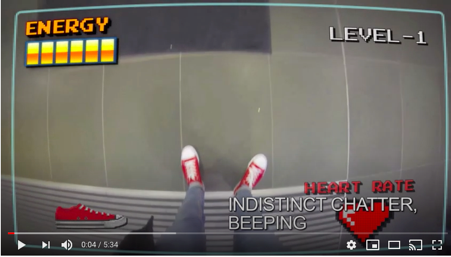 ENERGY
LEVEL-1
HEART RATE
INDISTINCT CHATTER,
BEEPING
0:04 / 5:34